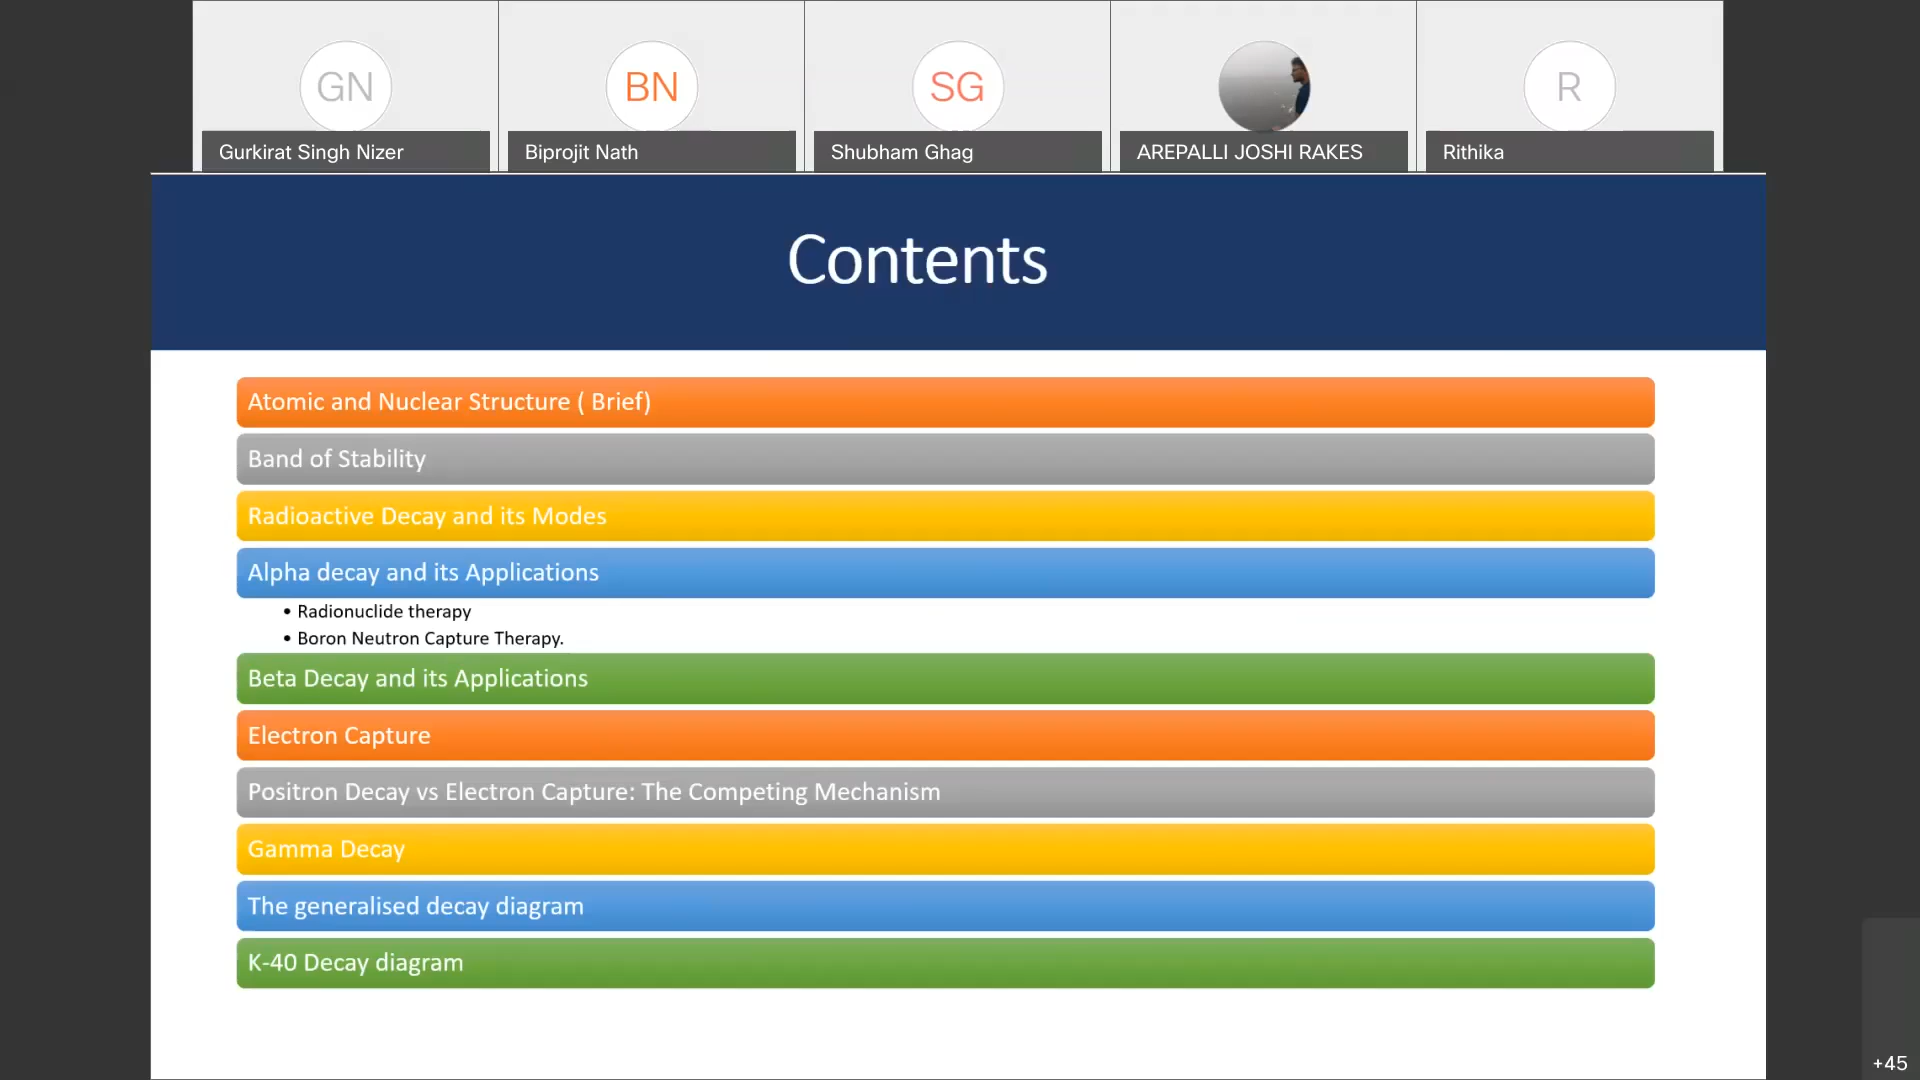 GN
BN
SG
R
Gurkirat Singh Nizer
Biprojit Nath
Shubham Ghag
AREPALLI JOSHI RAKES
Rithika
Contents
Atomic and Nuclear Structure ( Brief)
Band of Stability
Radioactive Decay and its Modes
Alpha decay and its Applications
• Radionuclide therapy
• Boron Neutron Capture Therapy.
Beta Decay and its Applications
Electron Capture
Positron Decay vs Electron Capture: The Competing Mechanism
Gamma Decay
The generalised decay diagram
K-40 Decay diagram
+45